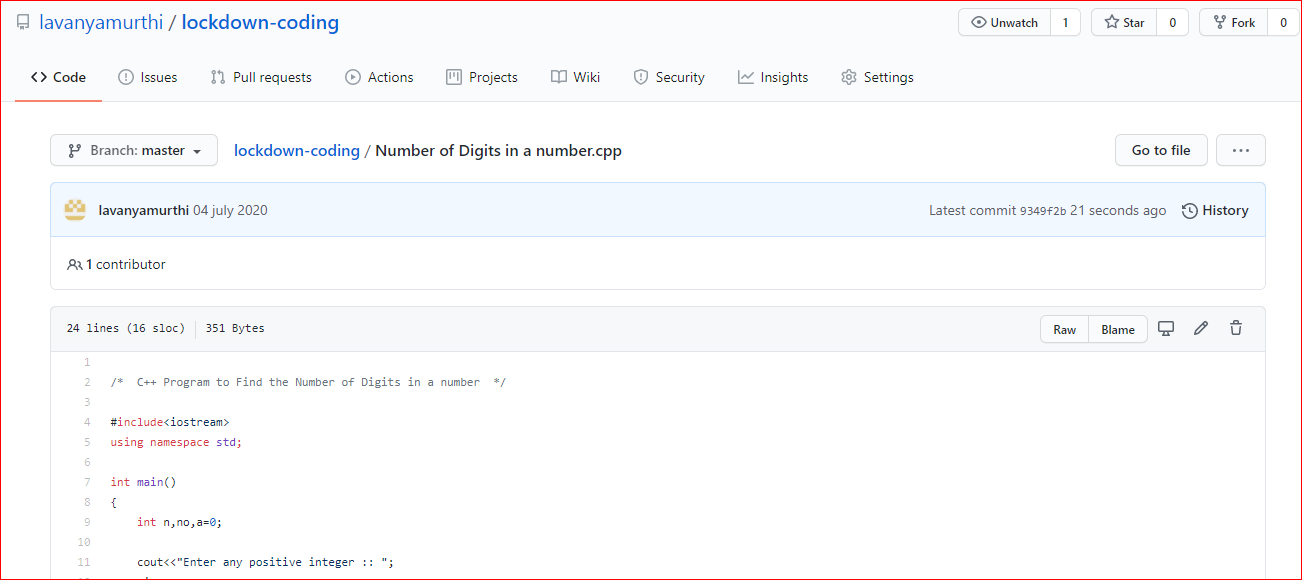 lavanyamurthi / lockdown-coding
Unwatch 1 Star 0 Fork 0
Code Issues Pull requests Actions Projects Wiki Security Insights Settings
Branch: master lockdown-coding / Number of Digits in a number.cpp Go to file ...
lavanyamurthi 04 july 2020 Latest commit 9349f2b 21 seconds ago History
1 contributor
24 lines (16 sloc) 351 Bytes Raw Blame
1
2 /*  C++ Program to Find the Number of Digits in a number  */
3
4 #include<iostream>
5 using namespace std;
6
7 int main()
8 {
9     int n,no,a=0;
10
11     cout<<"Enter any positive integer :: ";